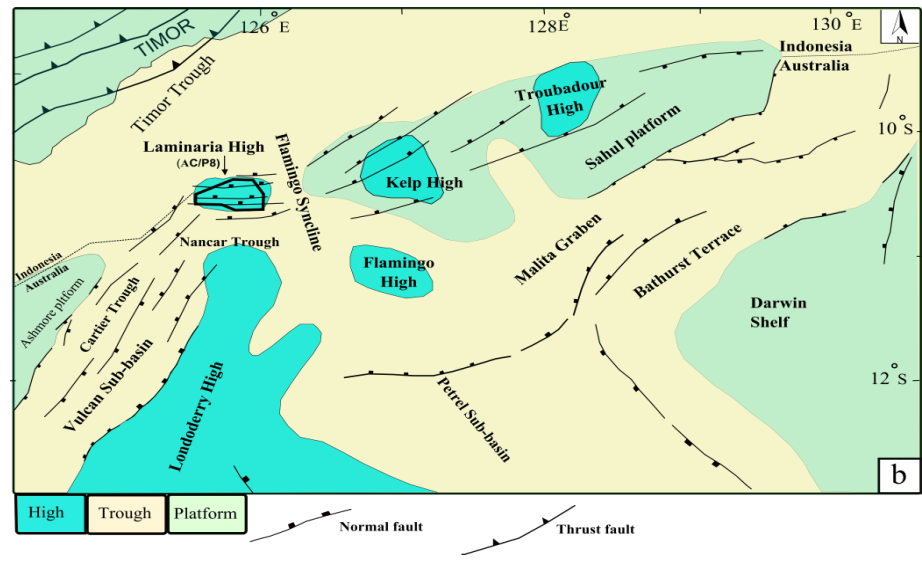 126° E
128°E
130° E
N
b
TIMOR
Timor Trough
Indonesia
Australia
Troubadour
High
10°S
Sahul platform
Laminaria High
(AC/P8)
Flamingo Syncline
Kelp High
Nancar Trough
Flamingo
High
Malita Graben
Bathurst Terrace
Indonesia
Australia
Ashmore pltform
Cartier Trough
Vulcan Sub-basin
Londoderry High
Petrel Sub-basin
Darwin
Shelf
12°S
b
High
Trough
Platform
Normal fault
Thrust fault